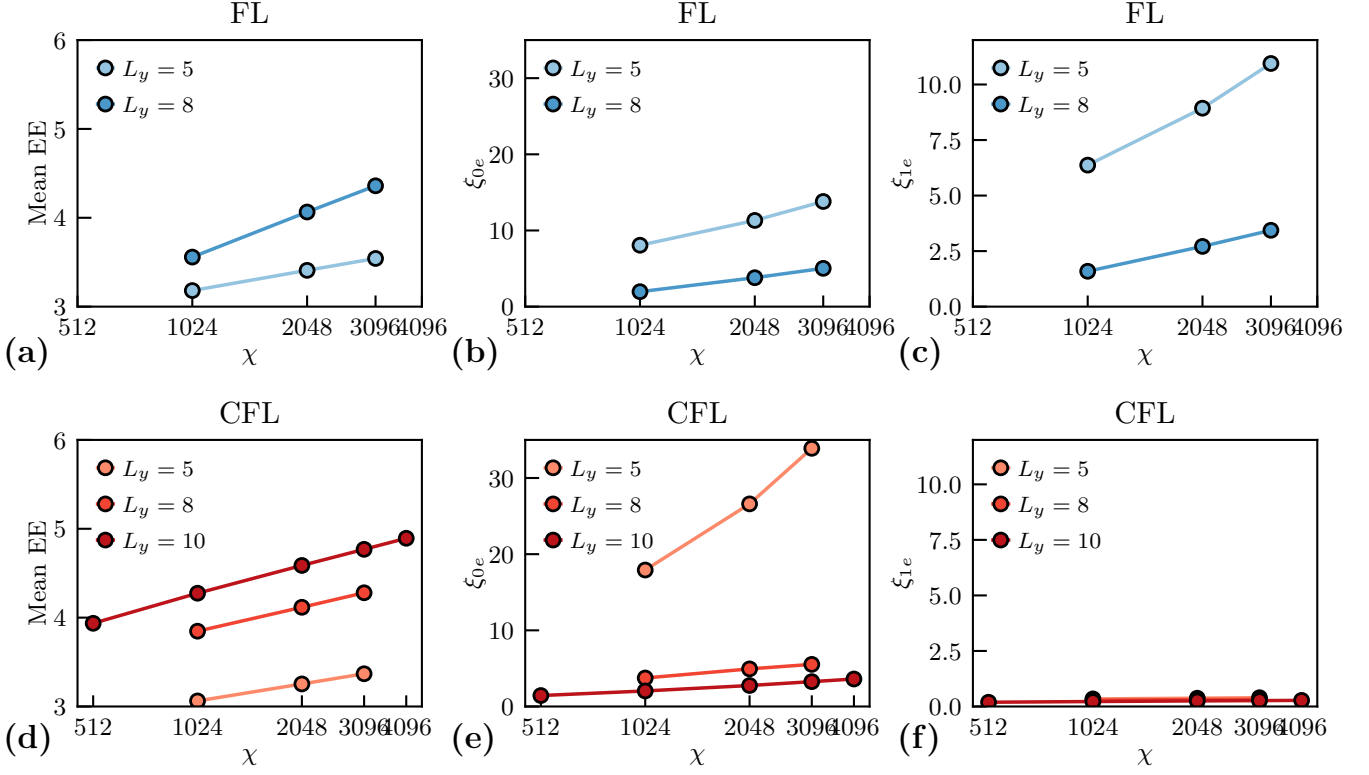 FL
6
5
4
3
Mean EE
L_y = 5
L_y = 8
512
1024
2048
3096
4096
χ
(a)
FL
30
20
10
0
ξ_{0e}
L_y = 5
L_y = 8
512
1024
2048
3096
4096
χ
(b)
FL
10.0
7.5
5.0
2.5
0.0
ξ_{1e}
L_y = 5
L_y = 8
512
1024
2048
3096
4096
χ
(c)
CFL
6
5
4
3
Mean EE
L_y = 5
L_y = 8
L_y = 10
512
1024
2048
3096
4096
χ
(d)
CFL
30
20
10
0
ξ_{0e}
L_y = 5
L_y = 8
L_y = 10
512
1024
2048
3096
4096
χ
(e)
CFL
10.0
7.5
5.0
2.5
0.0
ξ_{1e}
L_y = 5
L_y = 8
L_y = 10
512
1024
2048
3096
4096
χ
(f)